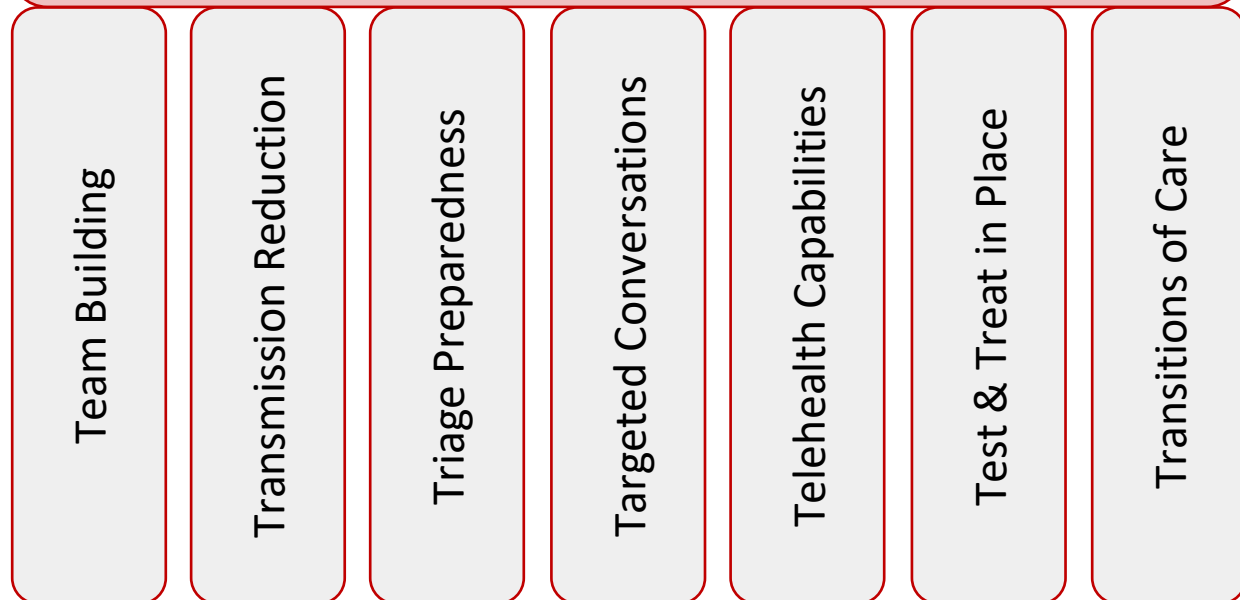 Team Building
Transmission Reduction
Triage Preparedness
Targeted Conversations
Telehealth Capabilities
Test & Treat in Place
Transitions of Care